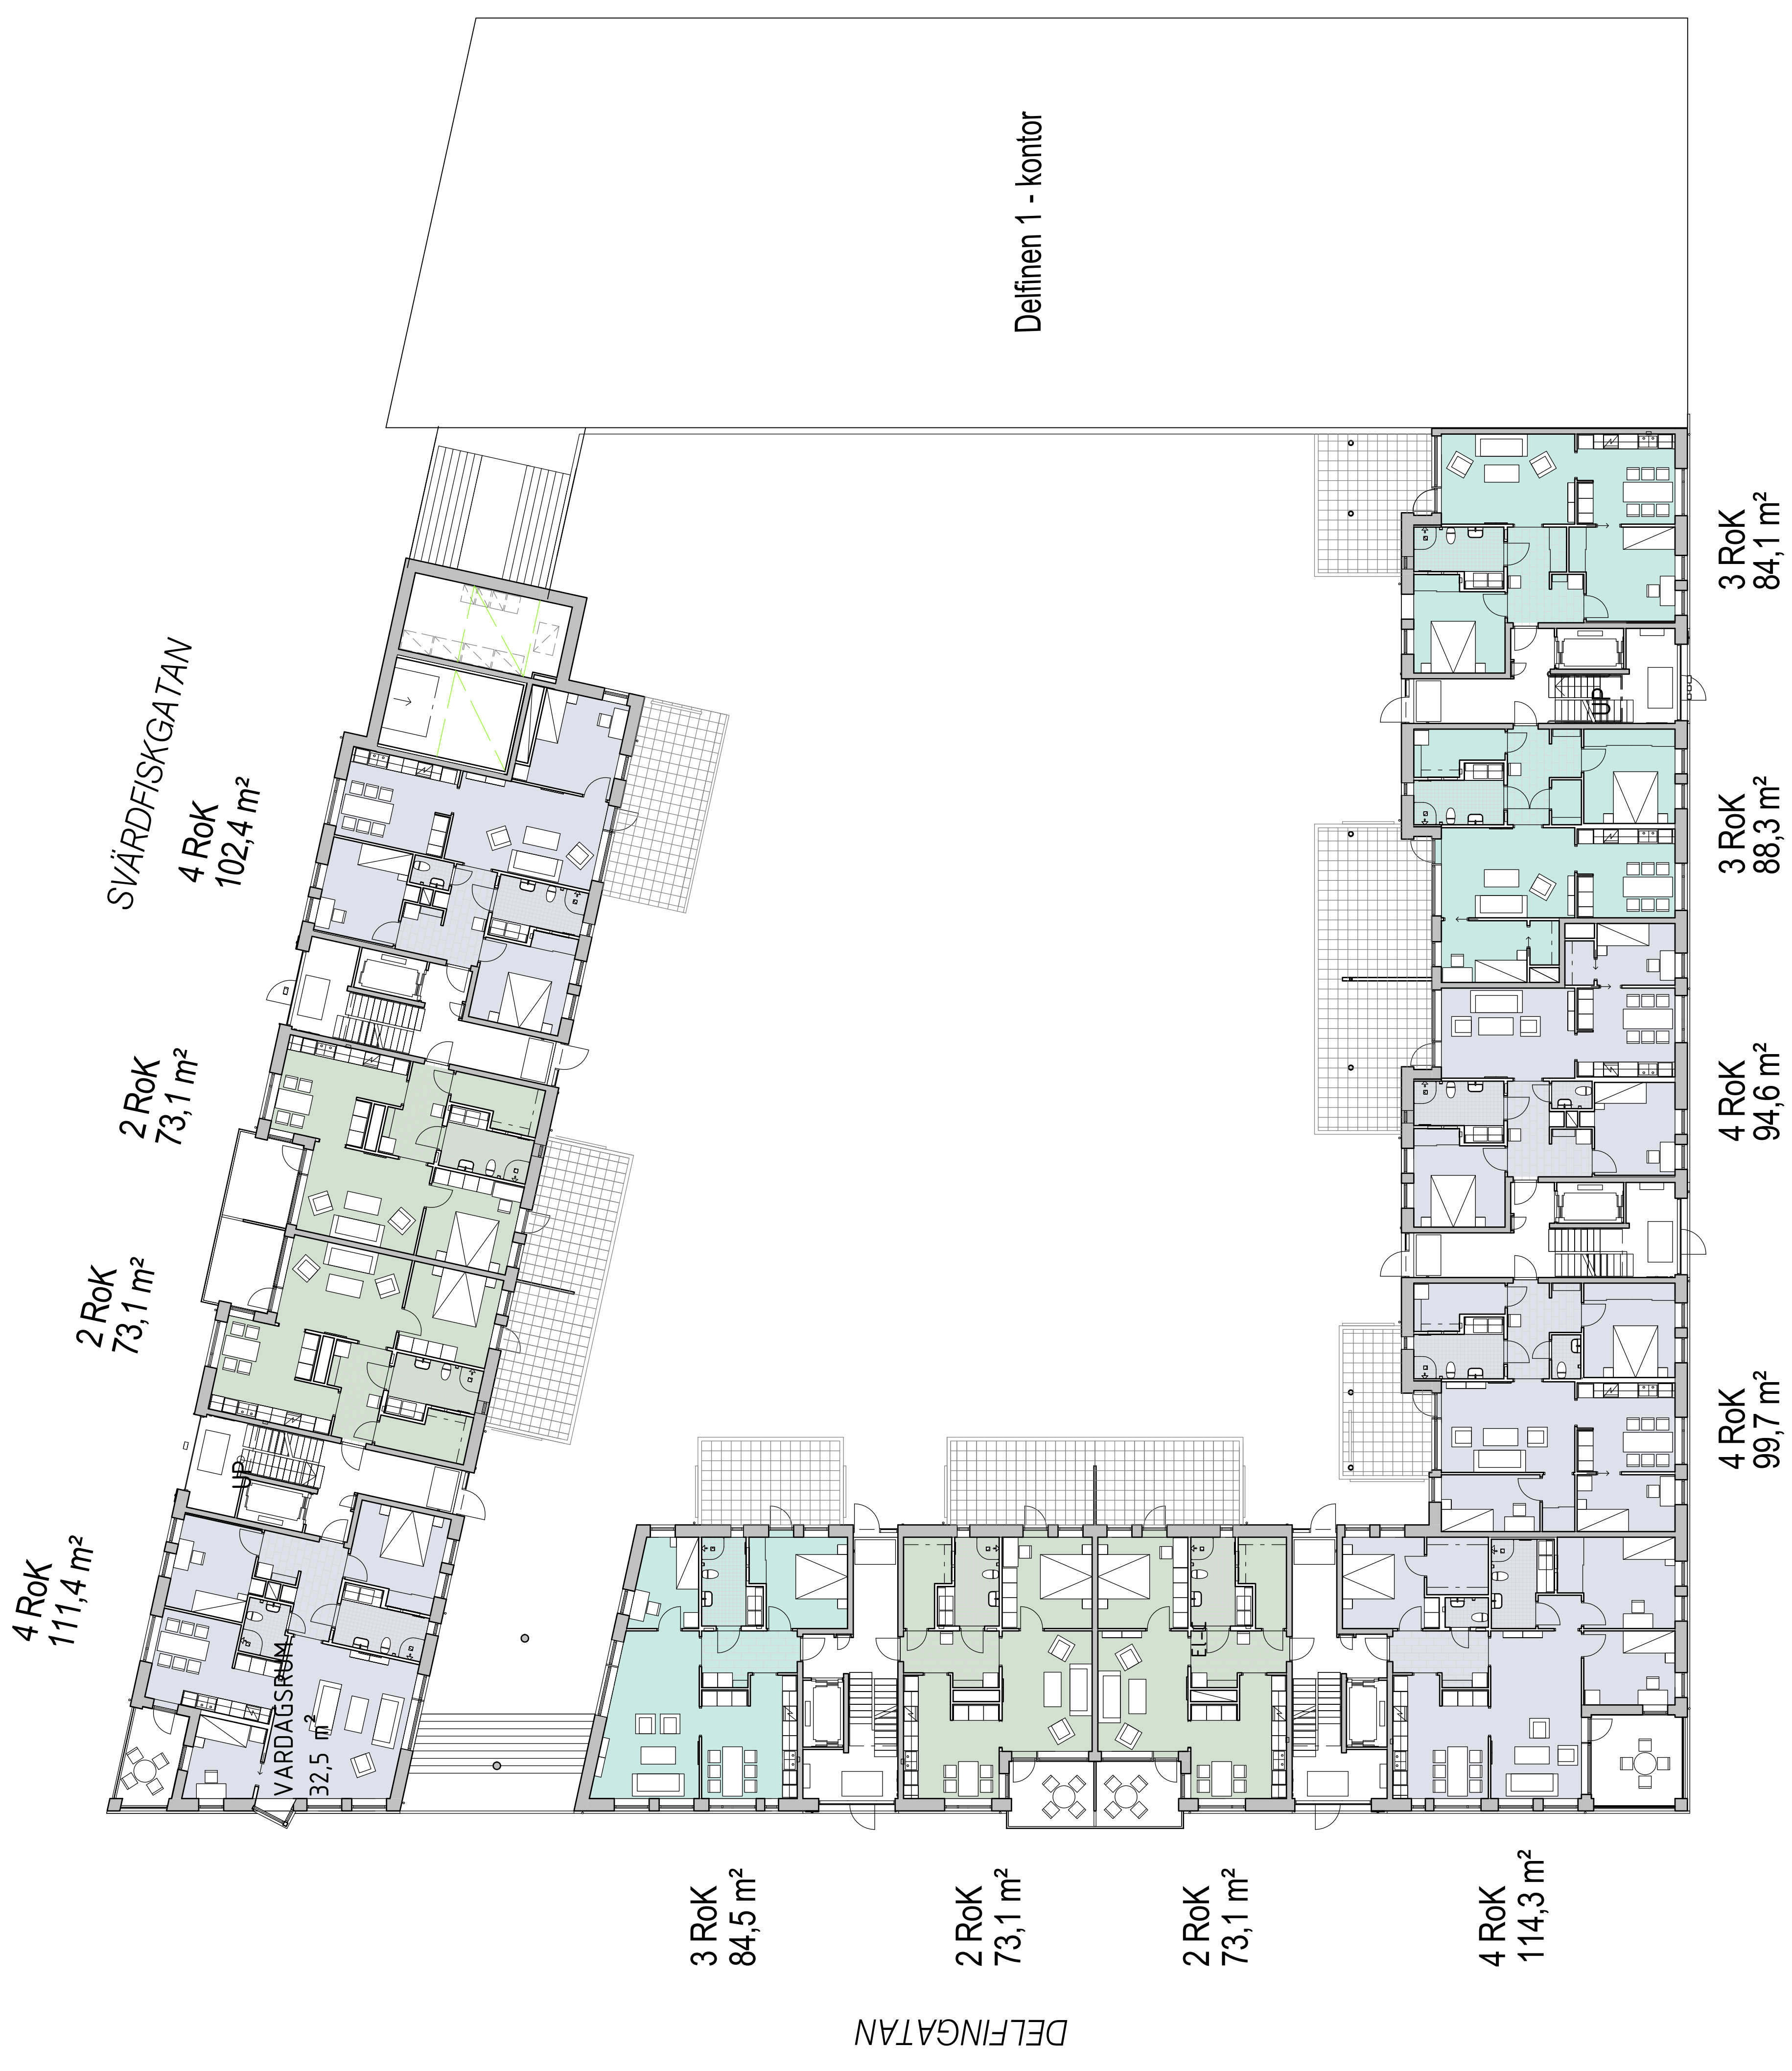 Delfinen 1 - kontor
SVÄRDFISKGATAN
4 RoK
102,4 m²
2 RoK
73,1 m²
2 RoK
73,1 m²
4 RoK
111,4 m²
UP
VARDAGSRUM
32,5 m²
3 RoK
84,1 m²
UP
3 RoK
88,3 m²
4 RoK
94,6 m²
4 RoK
99,7 m²
3 RoK
84,5 m²
2 RoK
73,1 m²
2 RoK
73,1 m²
4 RoK
114,3 m²
DELFINGATAN